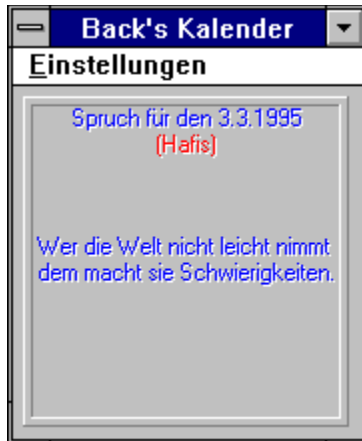 Back's Kalender
Einstellungen
Spruch für den 3.3.1995
(Hafis)
Wer die Welt nicht leicht nimmt
dem macht sie Schwierigkeiten.